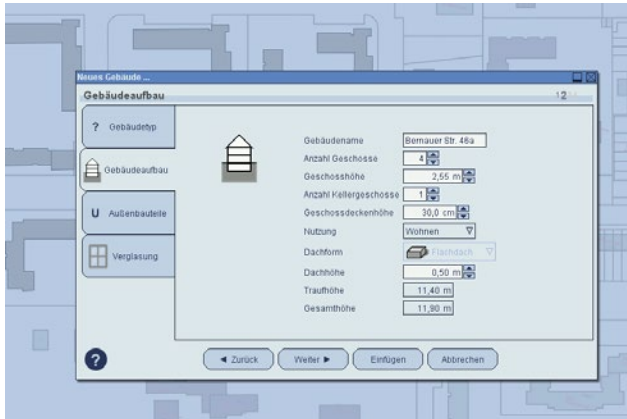 Neues Gebäude ...
Gebäudeaufbau
2
? Gebäudetyp
Gebäudeaufbau
U Außenbauteile
Verglasung
Gebäudename Bernauer Str. 46a
Anzahl Geschosse 4
Geschosshöhe 2,55 m
Anzahl Kellergeschosse 1
Geschossdeckenhöhe 30,0 cm
Nutzung Wohnen
Dachform Flachdach
Dachhöhe 0,50 m
Traufhöhe 11,40 m
Gesamthöhe 11,90 m
? Zurück Weiter Einfügen Abbrechen